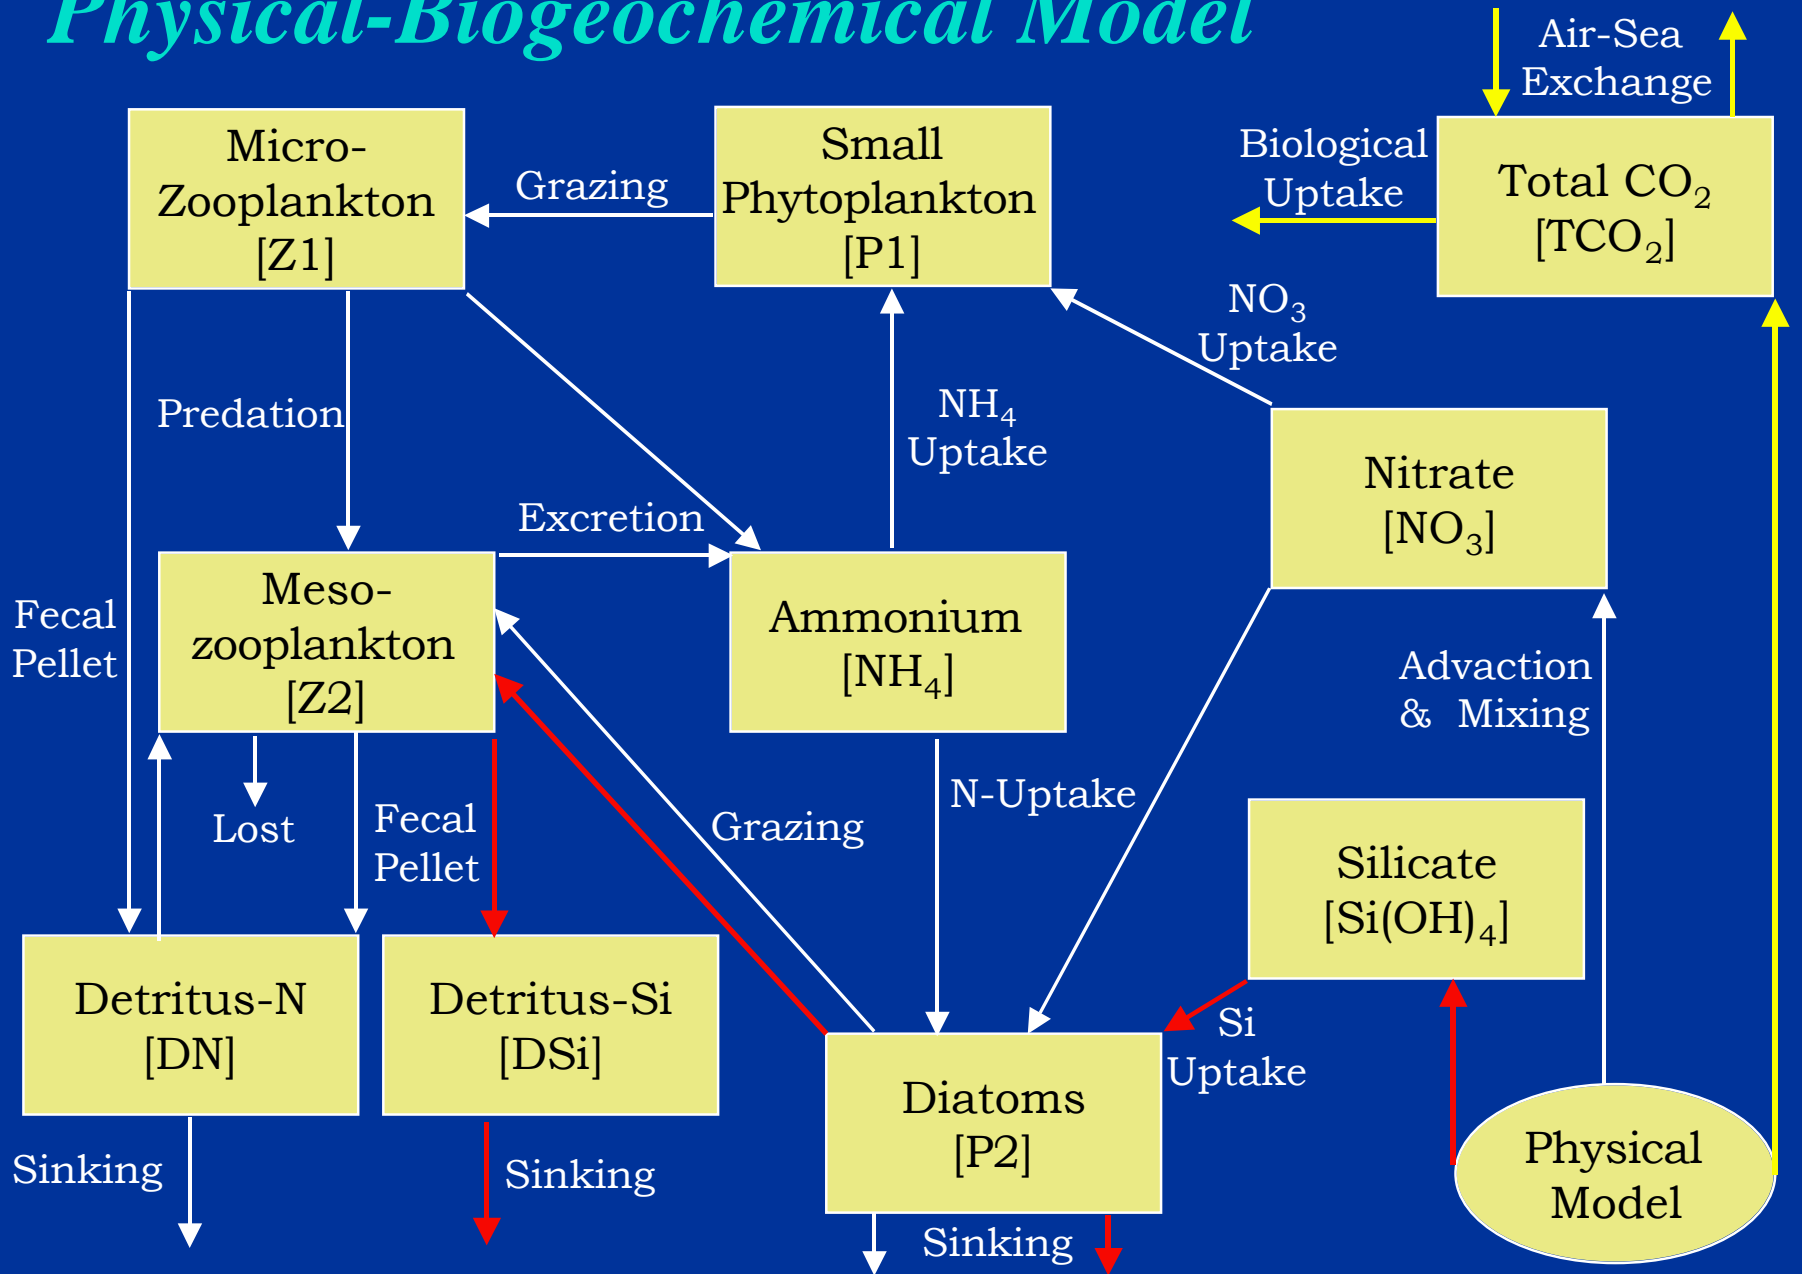 Physical-Biogeochemical Model
Air-Sea
Exchange
Micro-
Zooplankton
[Z1]
Grazing
Small
Phytoplankton
[P1]
Biological
Uptake
Total CO₂
[TCO₂]
NO₃
Uptake
Predation
NH₄
Uptake
Nitrate
[NO₃]
Excretion
Fecal
Pellet
Meso-
zooplankton
[Z2]
Ammonium
[NH₄]
Advaction
& Mixing
Lost
Fecal
Pellet
Grazing
N-Uptake
Silicate
[Si(OH)₄]
Detritus-N
[DN]
Detritus-Si
[DSi]
Si
Uptake
Diatoms
[P2]
Physical
Model
Sinking
Sinking
Sinking